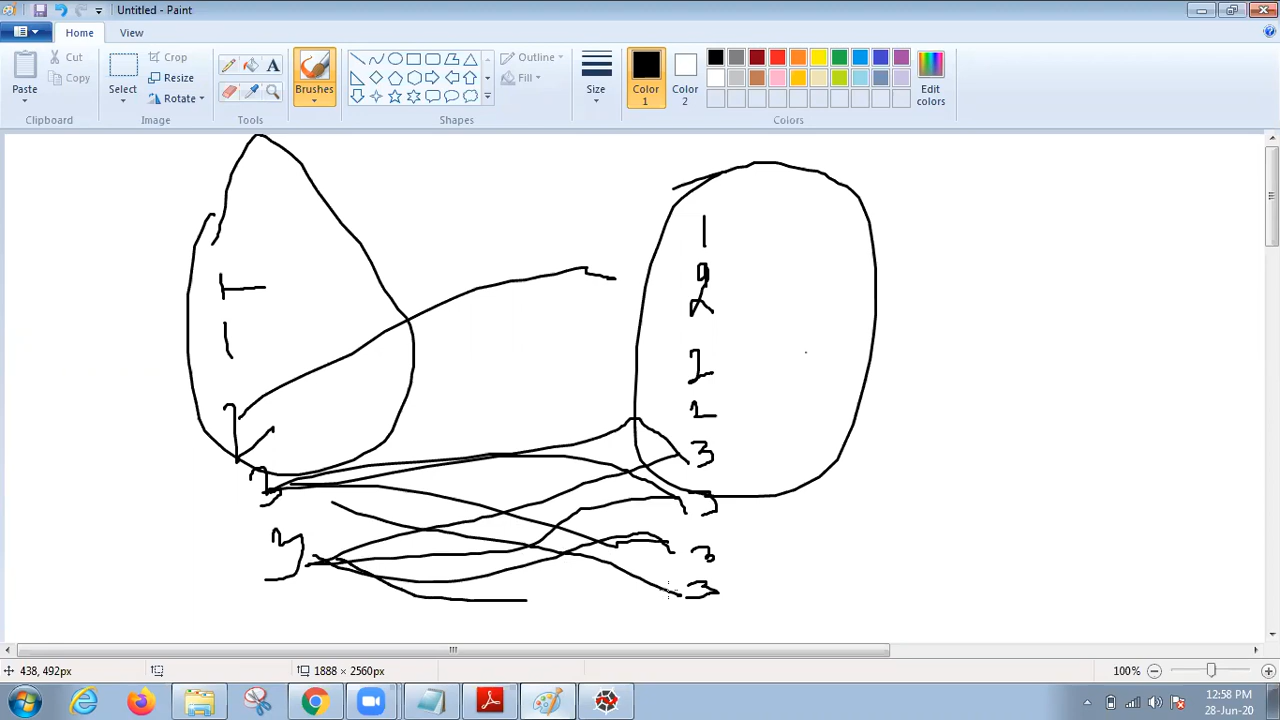 Untitled - Paint
Home
View
Paste
Cut
Copy
Clipboard
Select
Crop
Resize
Rotate
Image
A
Tools
Brushes
Outline
Fill
Shapes
Size
Color 1
Color 2
Edit colors
Colors
1
1
2
2
3
3
3
3
438, 492px
1888 × 2560px
100%
12:58 PM
28-Jun-20